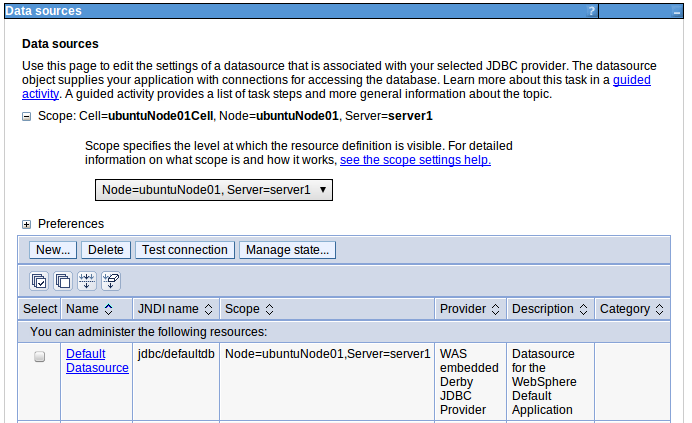 Data sources ? _
Data sources
Use this page to edit the settings of a datasource that is associated with your selected JDBC provider. The datasource
object supplies your application with connections for accessing the database. Learn more about this task in a guided
activity. A guided activity provides a list of task steps and more general information about the topic.
Scope: Cell=ubuntuNode01Cell, Node=ubuntuNode01, Server=server1
Scope specifies the level at which the resource definition is visible. For detailed
information on what scope is and how it works, see the scope settings help.
Node=ubuntuNode01, Server=server1
Preferences
New... Delete Test connection Manage state...
Select Name JNDI name Scope Provider Description Category
You can administer the following resources:
Default jdbc/defaultdb Node=ubuntuNode01,Server=server1 WAS Datasource
Datasource embedded for the
Derby WebSphere
JDBC Default
Provider Application